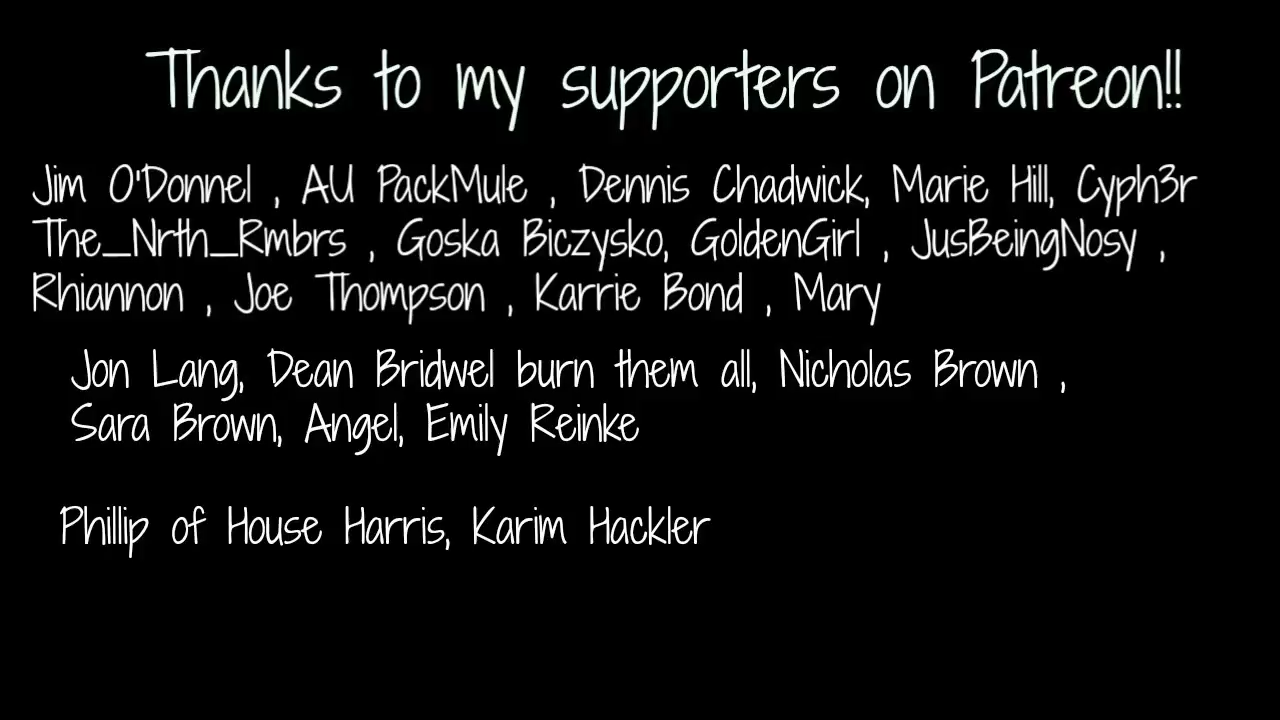 Thanks to my supporters on Patreon!!
Jim O'Donnel , AU PackMule , Dennis Chadwick, Marie Hill, Cyph3r
The_Nrth_Rmbrs , Goska Biczysko, GoldenGirl , JusBeingNosy ,
Rhiannon , Joe Thompson , Karrie Bond , Mary
Jon Lang, Dean Bridwel burn them all, Nicholas Brown ,
Sara Brown, Angel, Emily Reinke
Phillip of House Harris, Karim Hackler